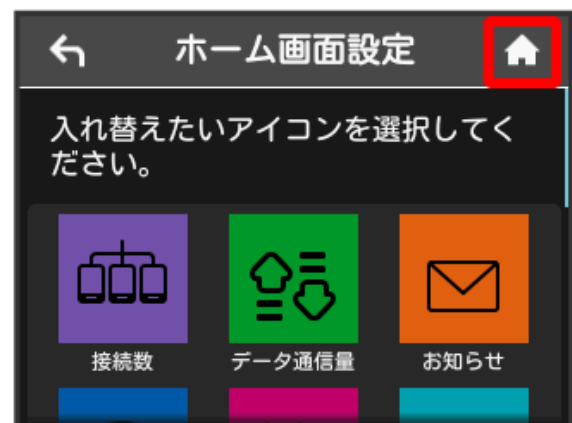 ホーム画面設定
入れ替えたいアイコンを選択してく
ださい。
接続数 データ通信量 お知らせ